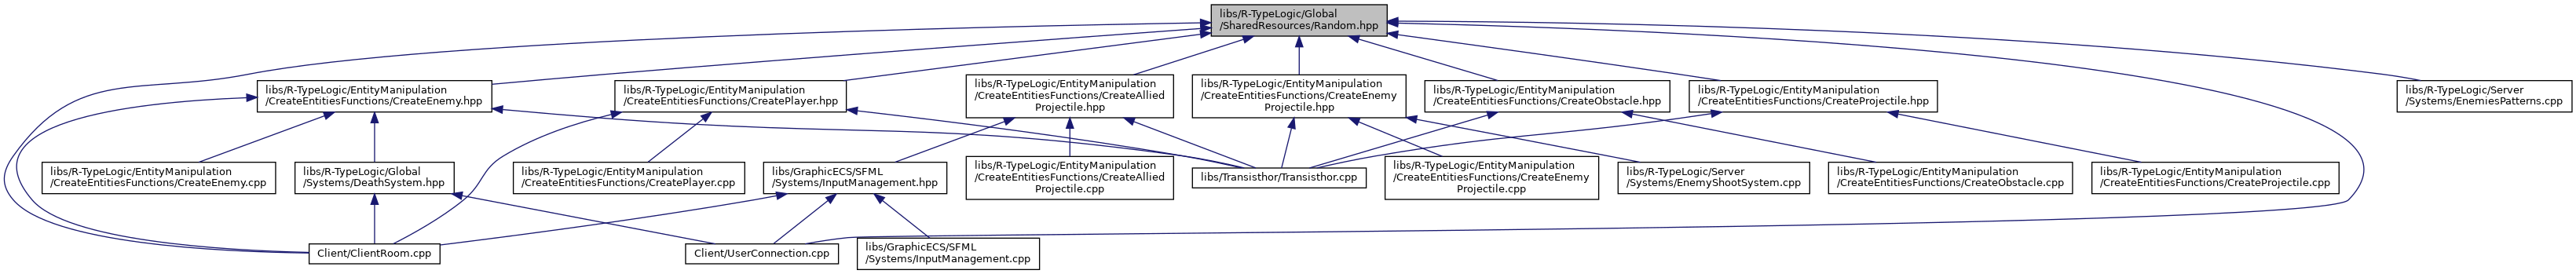 libs/R-TypeLogic/Global
/SharedResources/Random.hpp
libs/R-TypeLogic/EntityManipulation
/CreateEntitiesFunctions/CreateEnemy.hpp
libs/R-TypeLogic/EntityManipulation
/CreateEntitiesFunctions/CreatePlayer.hpp
libs/R-TypeLogic/EntityManipulation
/CreateEntitiesFunctions/CreateAllied
Projectile.hpp
libs/R-TypeLogic/EntityManipulation
/CreateEntitiesFunctions/CreateEnemy
Projectile.hpp
libs/R-TypeLogic/EntityManipulation
/CreateEntitiesFunctions/CreateObstacle.hpp
libs/R-TypeLogic/EntityManipulation
/CreateEntitiesFunctions/CreateProjectile.hpp
libs/R-TypeLogic/Server
/Systems/EnemiesPatterns.cpp
libs/R-TypeLogic/EntityManipulation
/CreateEntitiesFunctions/CreateEnemy.cpp
libs/R-TypeLogic/Global
/Systems/DeathSystem.hpp
libs/R-TypeLogic/EntityManipulation
/CreateEntitiesFunctions/CreatePlayer.cpp
libs/GraphicECS/SFML
/Systems/InputManagement.hpp
libs/R-TypeLogic/EntityManipulation
/CreateEntitiesFunctions/CreateAllied
Projectile.cpp
libs/Transisthor/Transisthor.cpp
libs/R-TypeLogic/EntityManipulation
/CreateEntitiesFunctions/CreateEnemy
Projectile.cpp
libs/R-TypeLogic/Server
/Systems/EnemyShootSystem.cpp
libs/R-TypeLogic/EntityManipulation
/CreateEntitiesFunctions/CreateObstacle.cpp
libs/R-TypeLogic/EntityManipulation
/CreateEntitiesFunctions/CreateProjectile.cpp
Client/ClientRoom.cpp
Client/UserConnection.cpp
libs/GraphicECS/SFML
/Systems/InputManagement.cpp